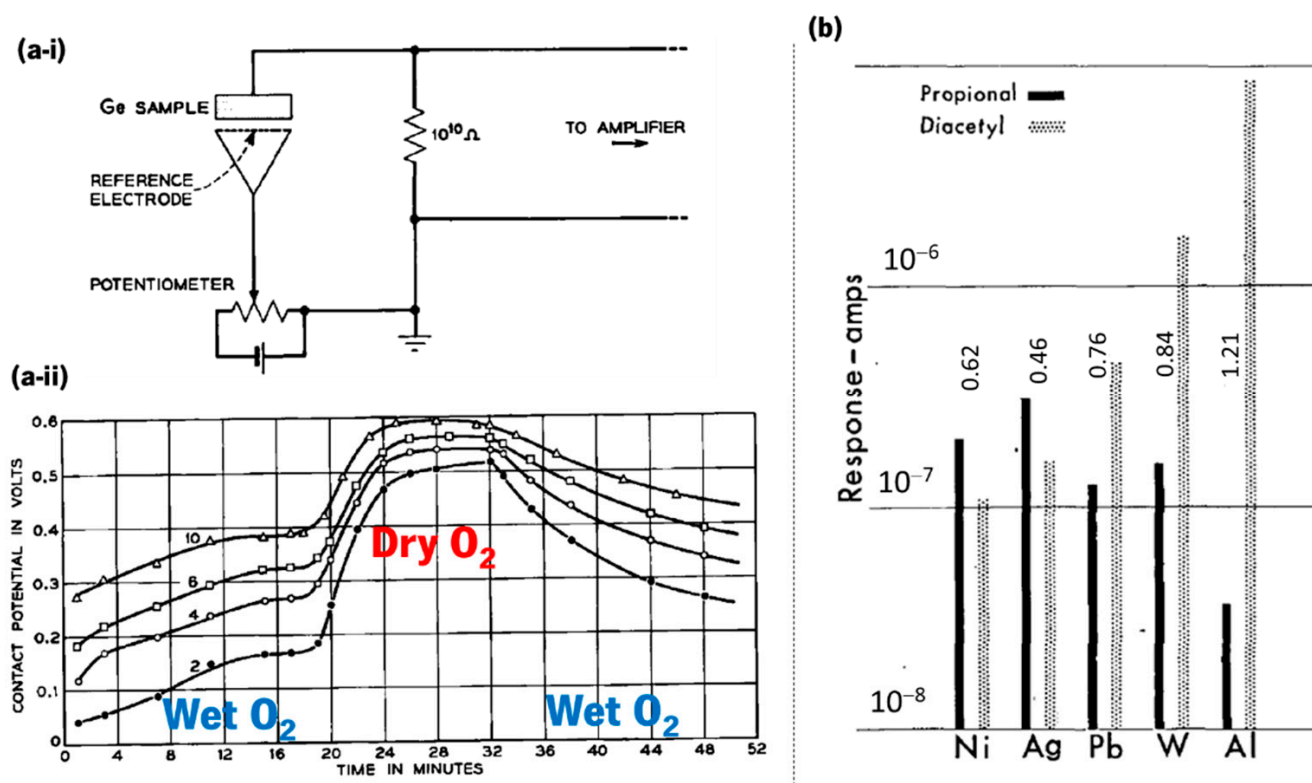 (a-i)
Ge SAMPLE
REFERENCE
ELECTRODE
POTENTIOMETER
10¹⁰Ω
TO AMPLIFIER
(a-ii)
CONTACT POTENTIAL IN VOLTS
0.6
0.5
0.4
0.3
0.2
0.1
0
10
6
4
2
Wet O₂
Dry O₂
Wet O₂
0 4 8 12 16 20 24 28 32 36 40 44 48 52
TIME IN MINUTES
(b)
Propional
Diacetyl
Response-amps
10⁻⁶
10⁻⁷
10⁻⁸
0.62 0.46 0.76 0.84 1.21
Ni Ag Pb W Al